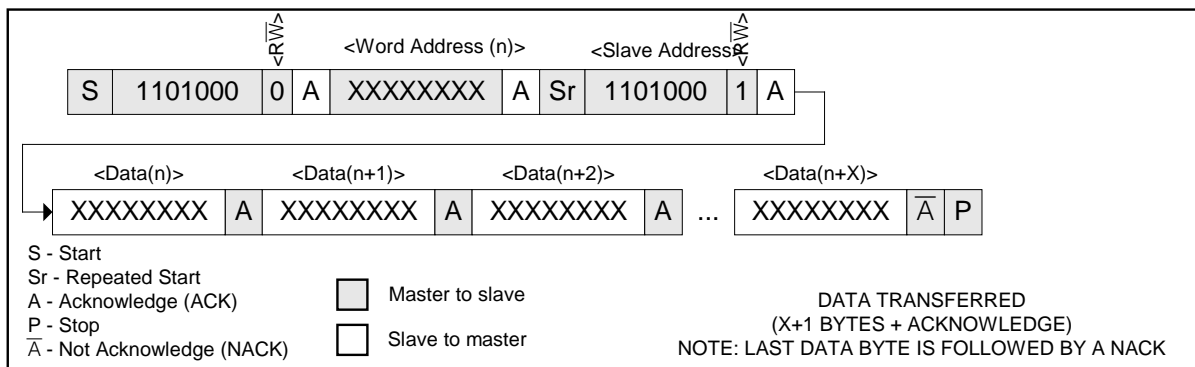 <RW̅> <Word Address (n)> <Slave Address> <RW̅>
S 1101000 0 A XXXXXXXX A Sr 1101000 1 A
<Data(n)> <Data(n+1)> <Data(n+2)> <Data(n+X)>
XXXXXXXX A XXXXXXXX A XXXXXXXX A ... XXXXXXXX A̅ P
S - Start
Sr - Repeated Start
A - Acknowledge (ACK)
P - Stop
A̅ - Not Acknowledge (NACK)
Master to slave
Slave to master
DATA TRANSFERRED
(X+1 BYTES + ACKNOWLEDGE)
NOTE: LAST DATA BYTE IS FOLLOWED BY A NACK